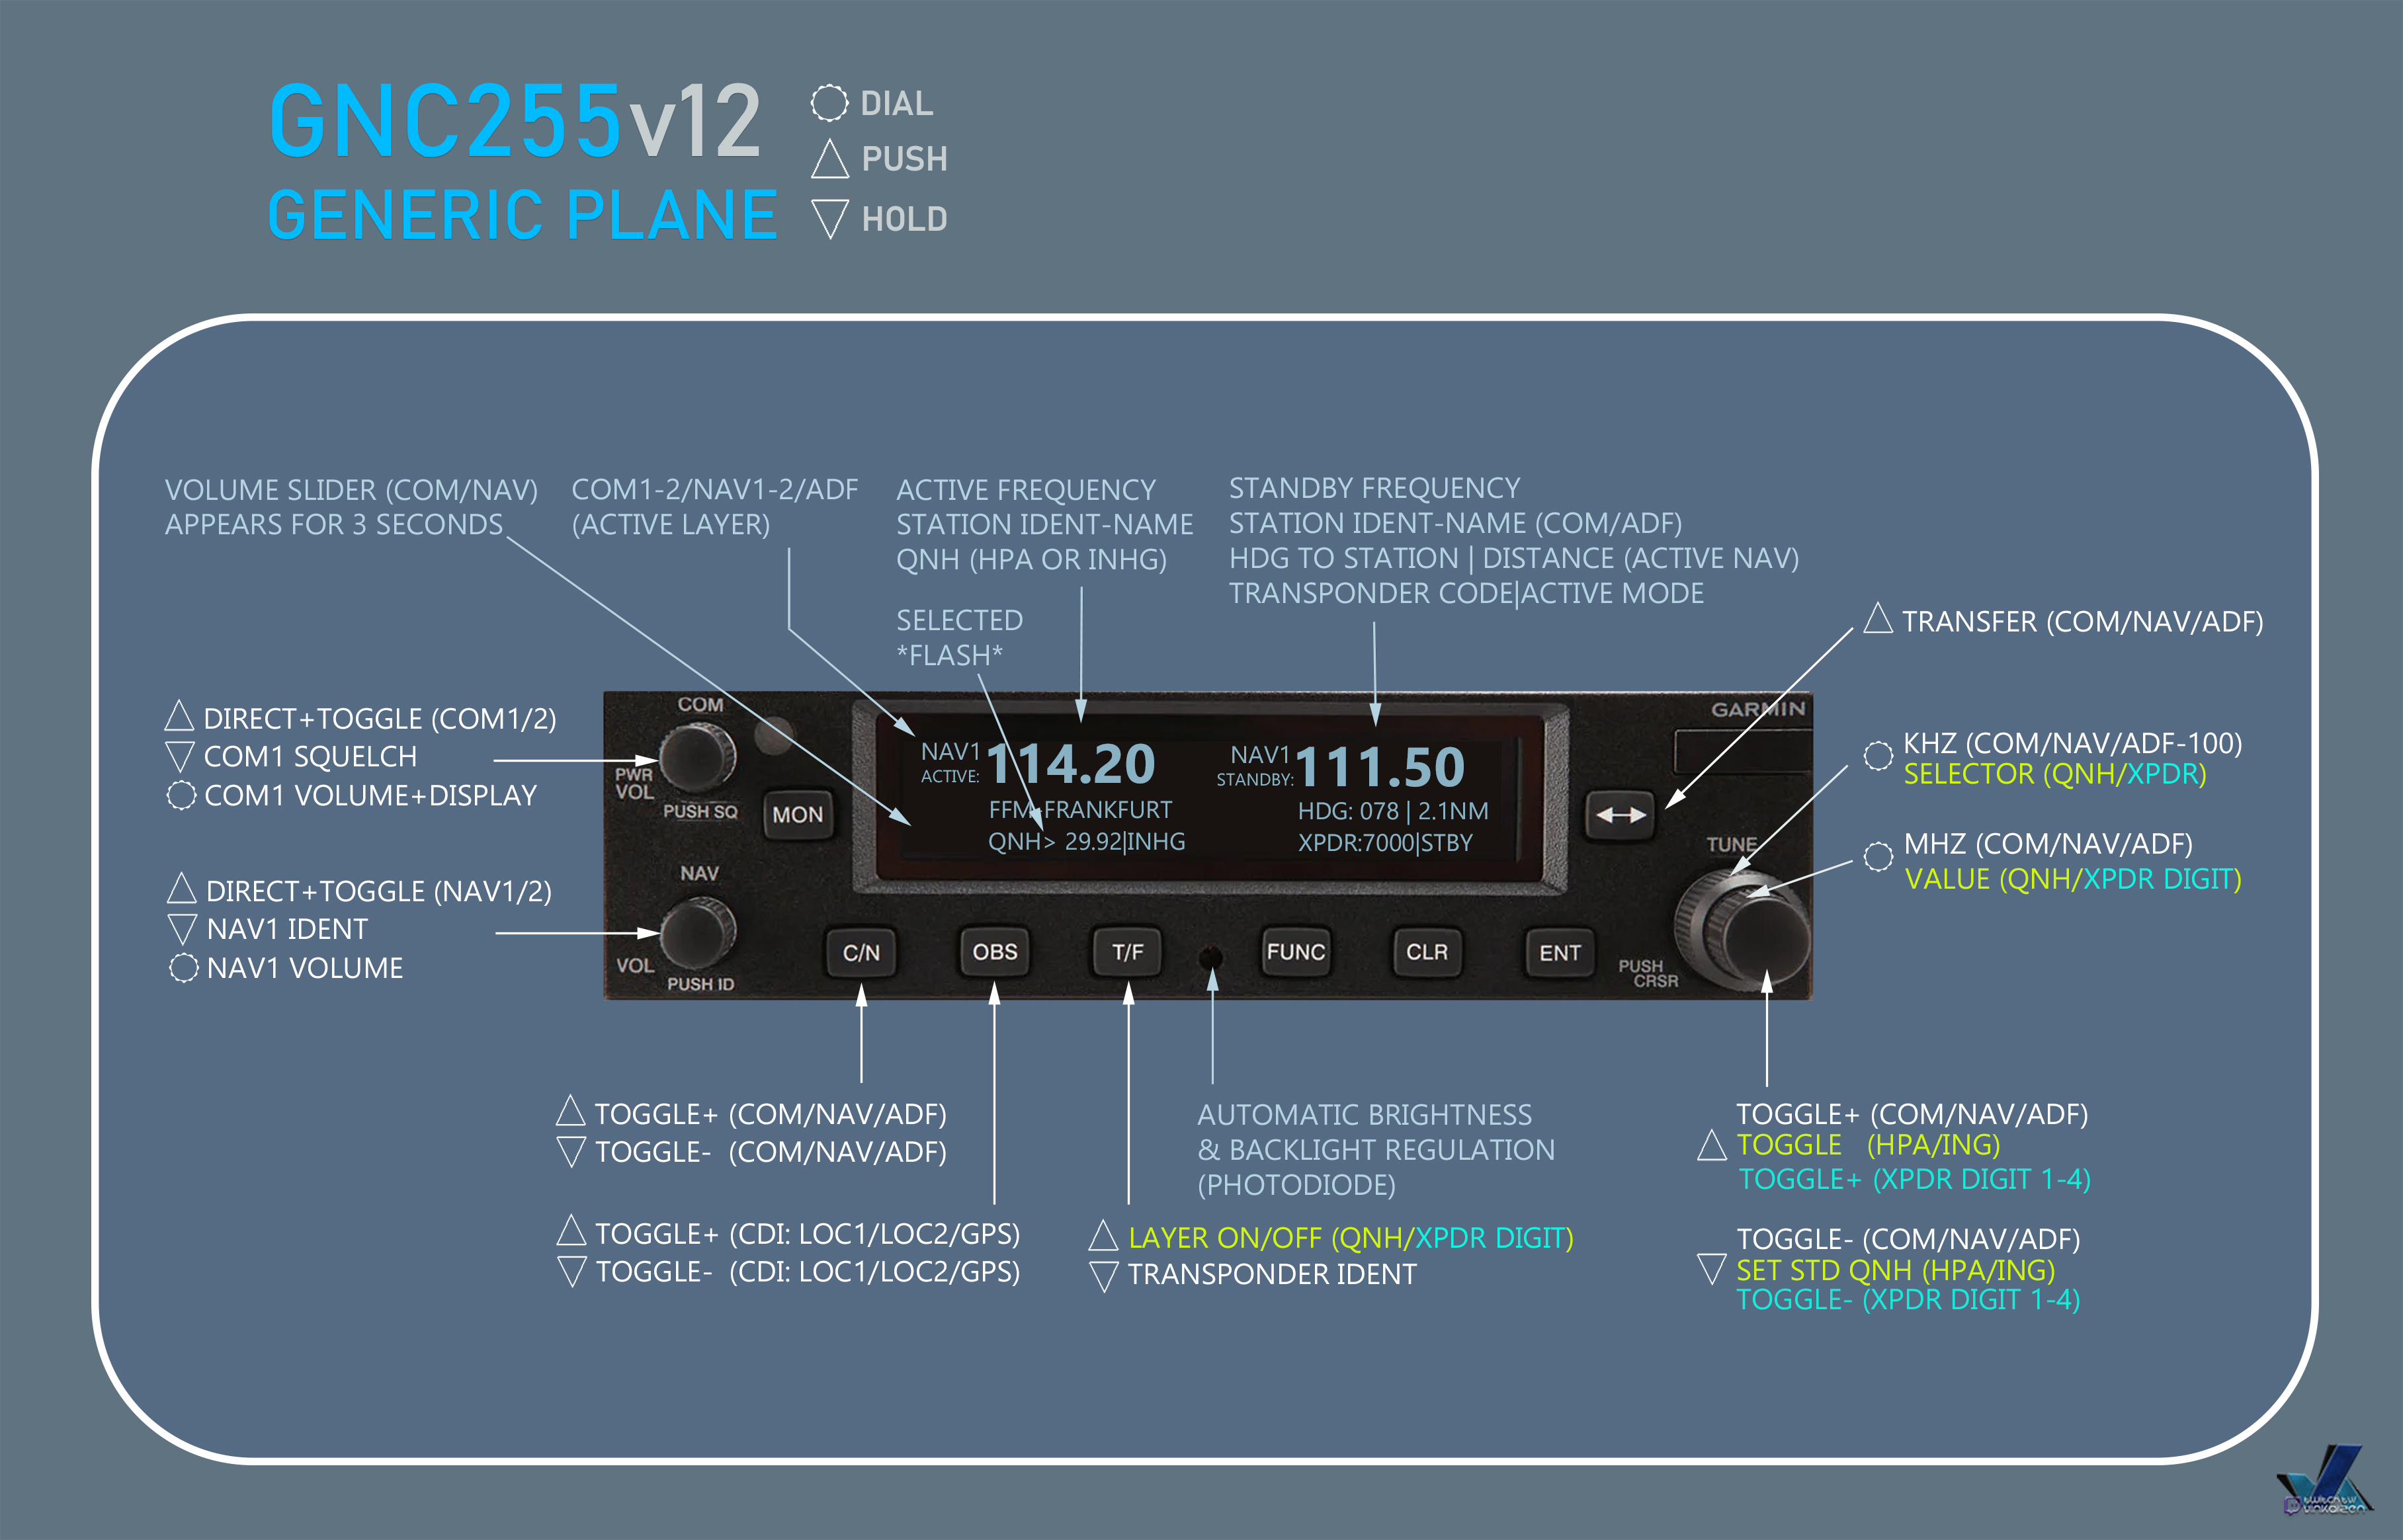 GNC255v12
GENERIC PLANE
DIAL
PUSH
HOLD
VOLUME SLIDER (COM/NAV)
APPEARS FOR 3 SECONDS
COM1-2/NAV1-2/ADF
(ACTIVE LAYER)
ACTIVE FREQUENCY
STATION IDENT-NAME
QNH (HPA OR INHG)
SELECTED
*FLASH*
STANDBY FREQUENCY
STATION IDENT-NAME (COM/ADF)
HDG TO STATION | DISTANCE (ACTIVE NAV)
TRANSPONDER CODE|ACTIVE MODE
TRANSFER (COM/NAV/ADF)
DIRECT+TOGGLE (COM1/2)
COM1 SQUELCH
COM1 VOLUME+DISPLAY
DIRECT+TOGGLE (NAV1/2)
NAV1 IDENT
NAV1 VOLUME
COM
PWR
VOL
PUSH SQ
MON
NAV
VOL
PUSH ID
NAV1
ACTIVE:
114.20
FFM-FRANKFURT
QNH> 29.92|INHG
NAV1
STANDBY:
111.50
HDG: 078 | 2.1NM
XPDR:7000|STBY
GARMIN
TUNE
PUSH
CRSR
C/N
OBS
T/F
FUNC
CLR
ENT
KHZ (COM/NAV/ADF-100)
SELECTOR (QNH/XPDR)
MHZ (COM/NAV/ADF)
VALUE (QNH/XPDR DIGIT)
TOGGLE+ (COM/NAV/ADF)
TOGGLE- (COM/NAV/ADF)
TOGGLE+ (CDI: LOC1/LOC2/GPS)
TOGGLE- (CDI: LOC1/LOC2/GPS)
LAYER ON/OFF (QNH/XPDR DIGIT)
TRANSPONDER IDENT
AUTOMATIC BRIGHTNESS
& BACKLIGHT REGULATION
(PHOTODIODE)
TOGGLE+ (COM/NAV/ADF)
TOGGLE (HPA/ING)
TOGGLE+ (XPDR DIGIT 1-4)
TOGGLE- (COM/NAV/ADF)
SET STD QNH (HPA/ING)
TOGGLE- (XPDR DIGIT 1-4)